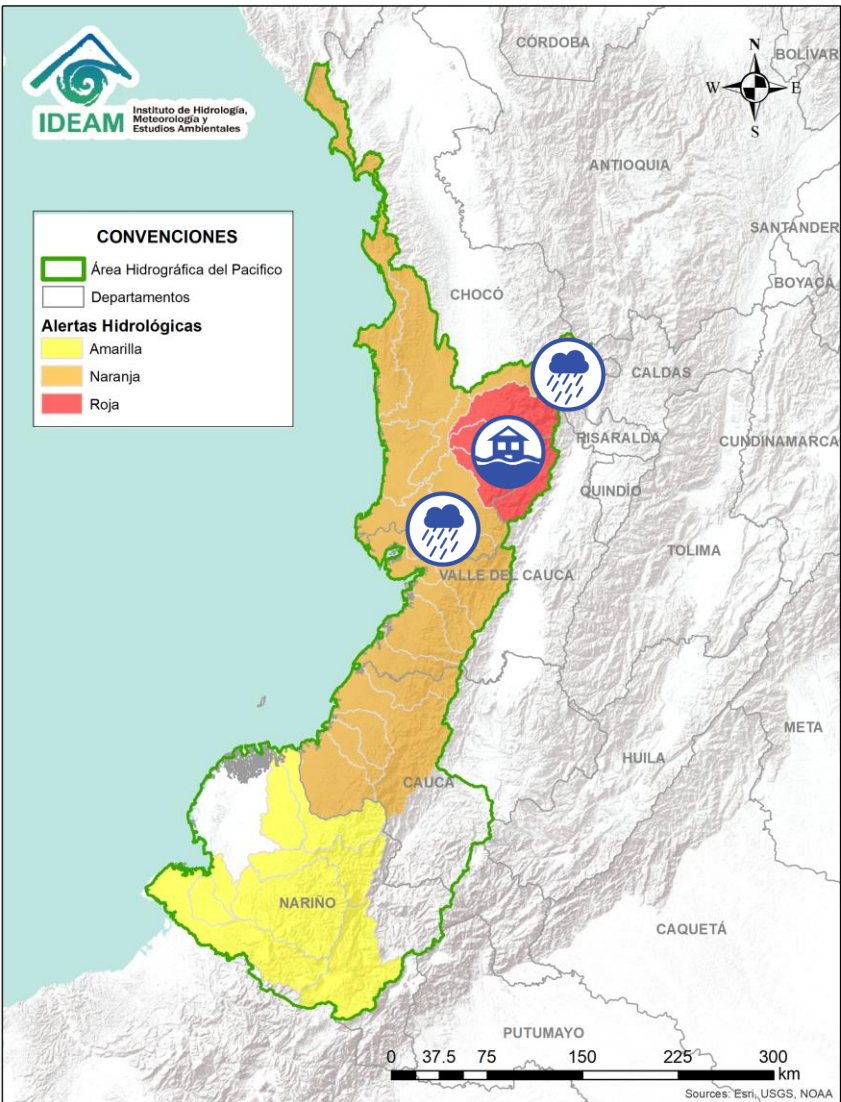 IDEAM
Instituto de Hidrología,
Meteorología y
Estudios Ambientales
CONVENCIONES
Área Hidrográfica del Pacifico
Departamentos
Alertas Hidrológicas
Amarilla
Naranja
Roja
N
W
E
S
CÓRDOBA
BOLÍVAR
ANTIOQUIA
SANTANDER
BOYACÁ
CHOCÓ
CALDAS
RISARALDA
CUNDINAMARCA
QUINDÍO
TOLIMA
VALLE DEL CAUCA
META
HUILA
CAUCA
NARIÑO
CAQUETÁ
PUTUMAYO
0 37.5 75 150 225 300
km
Sources: Esri, USGS, NOAA